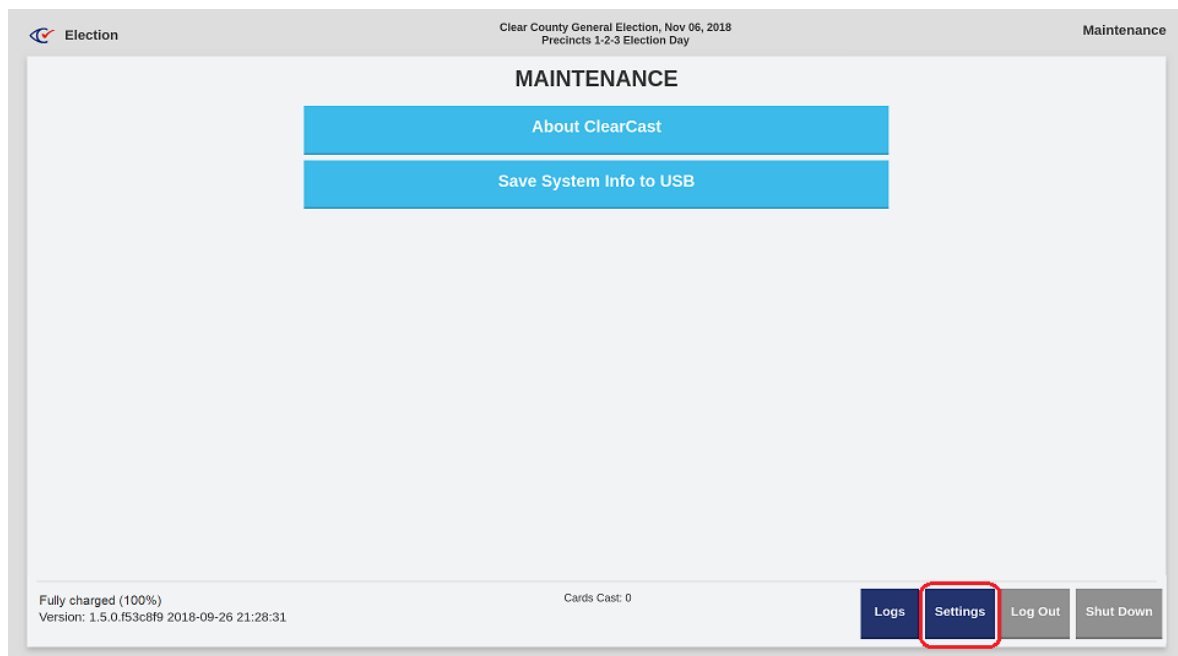 Election
Clear County General Election, Nov 06, 2018
Precincts 1-2-3 Election Day
Maintenance
MAINTENANCE
About ClearCast
Save System Info to USB
Fully charged (100%)
Version: 1.5.0.f53c8f9 2018-09-26 21:28:31
Cards Cast: 0
Logs
Settings
Log Out
Shut Down